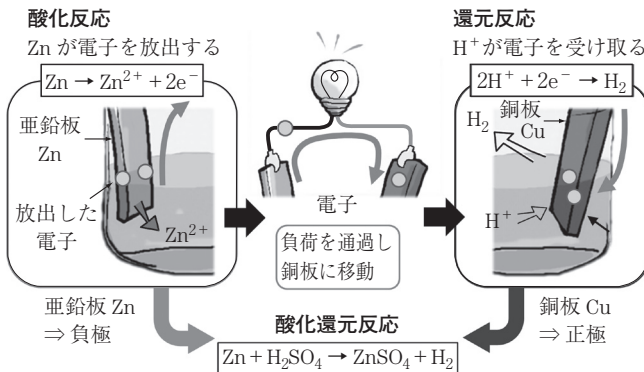 酸化反応
Zn が電子を放出する
Zn → Zn²⁺ + 2e⁻
亜鉛板
Zn
放出した
電子
Zn²⁺
亜鉛板 Zn
⇒ 負極
電子
負荷を通過し
銅板に移動
還元反応
H⁺が電子を受け取る
2H⁺ + 2e⁻ → H₂
銅板
Cu
H₂
H⁺
銅板 Cu
⇒ 正極
酸化還元反応
Zn + H₂SO₄ → ZnSO₄ + H₂